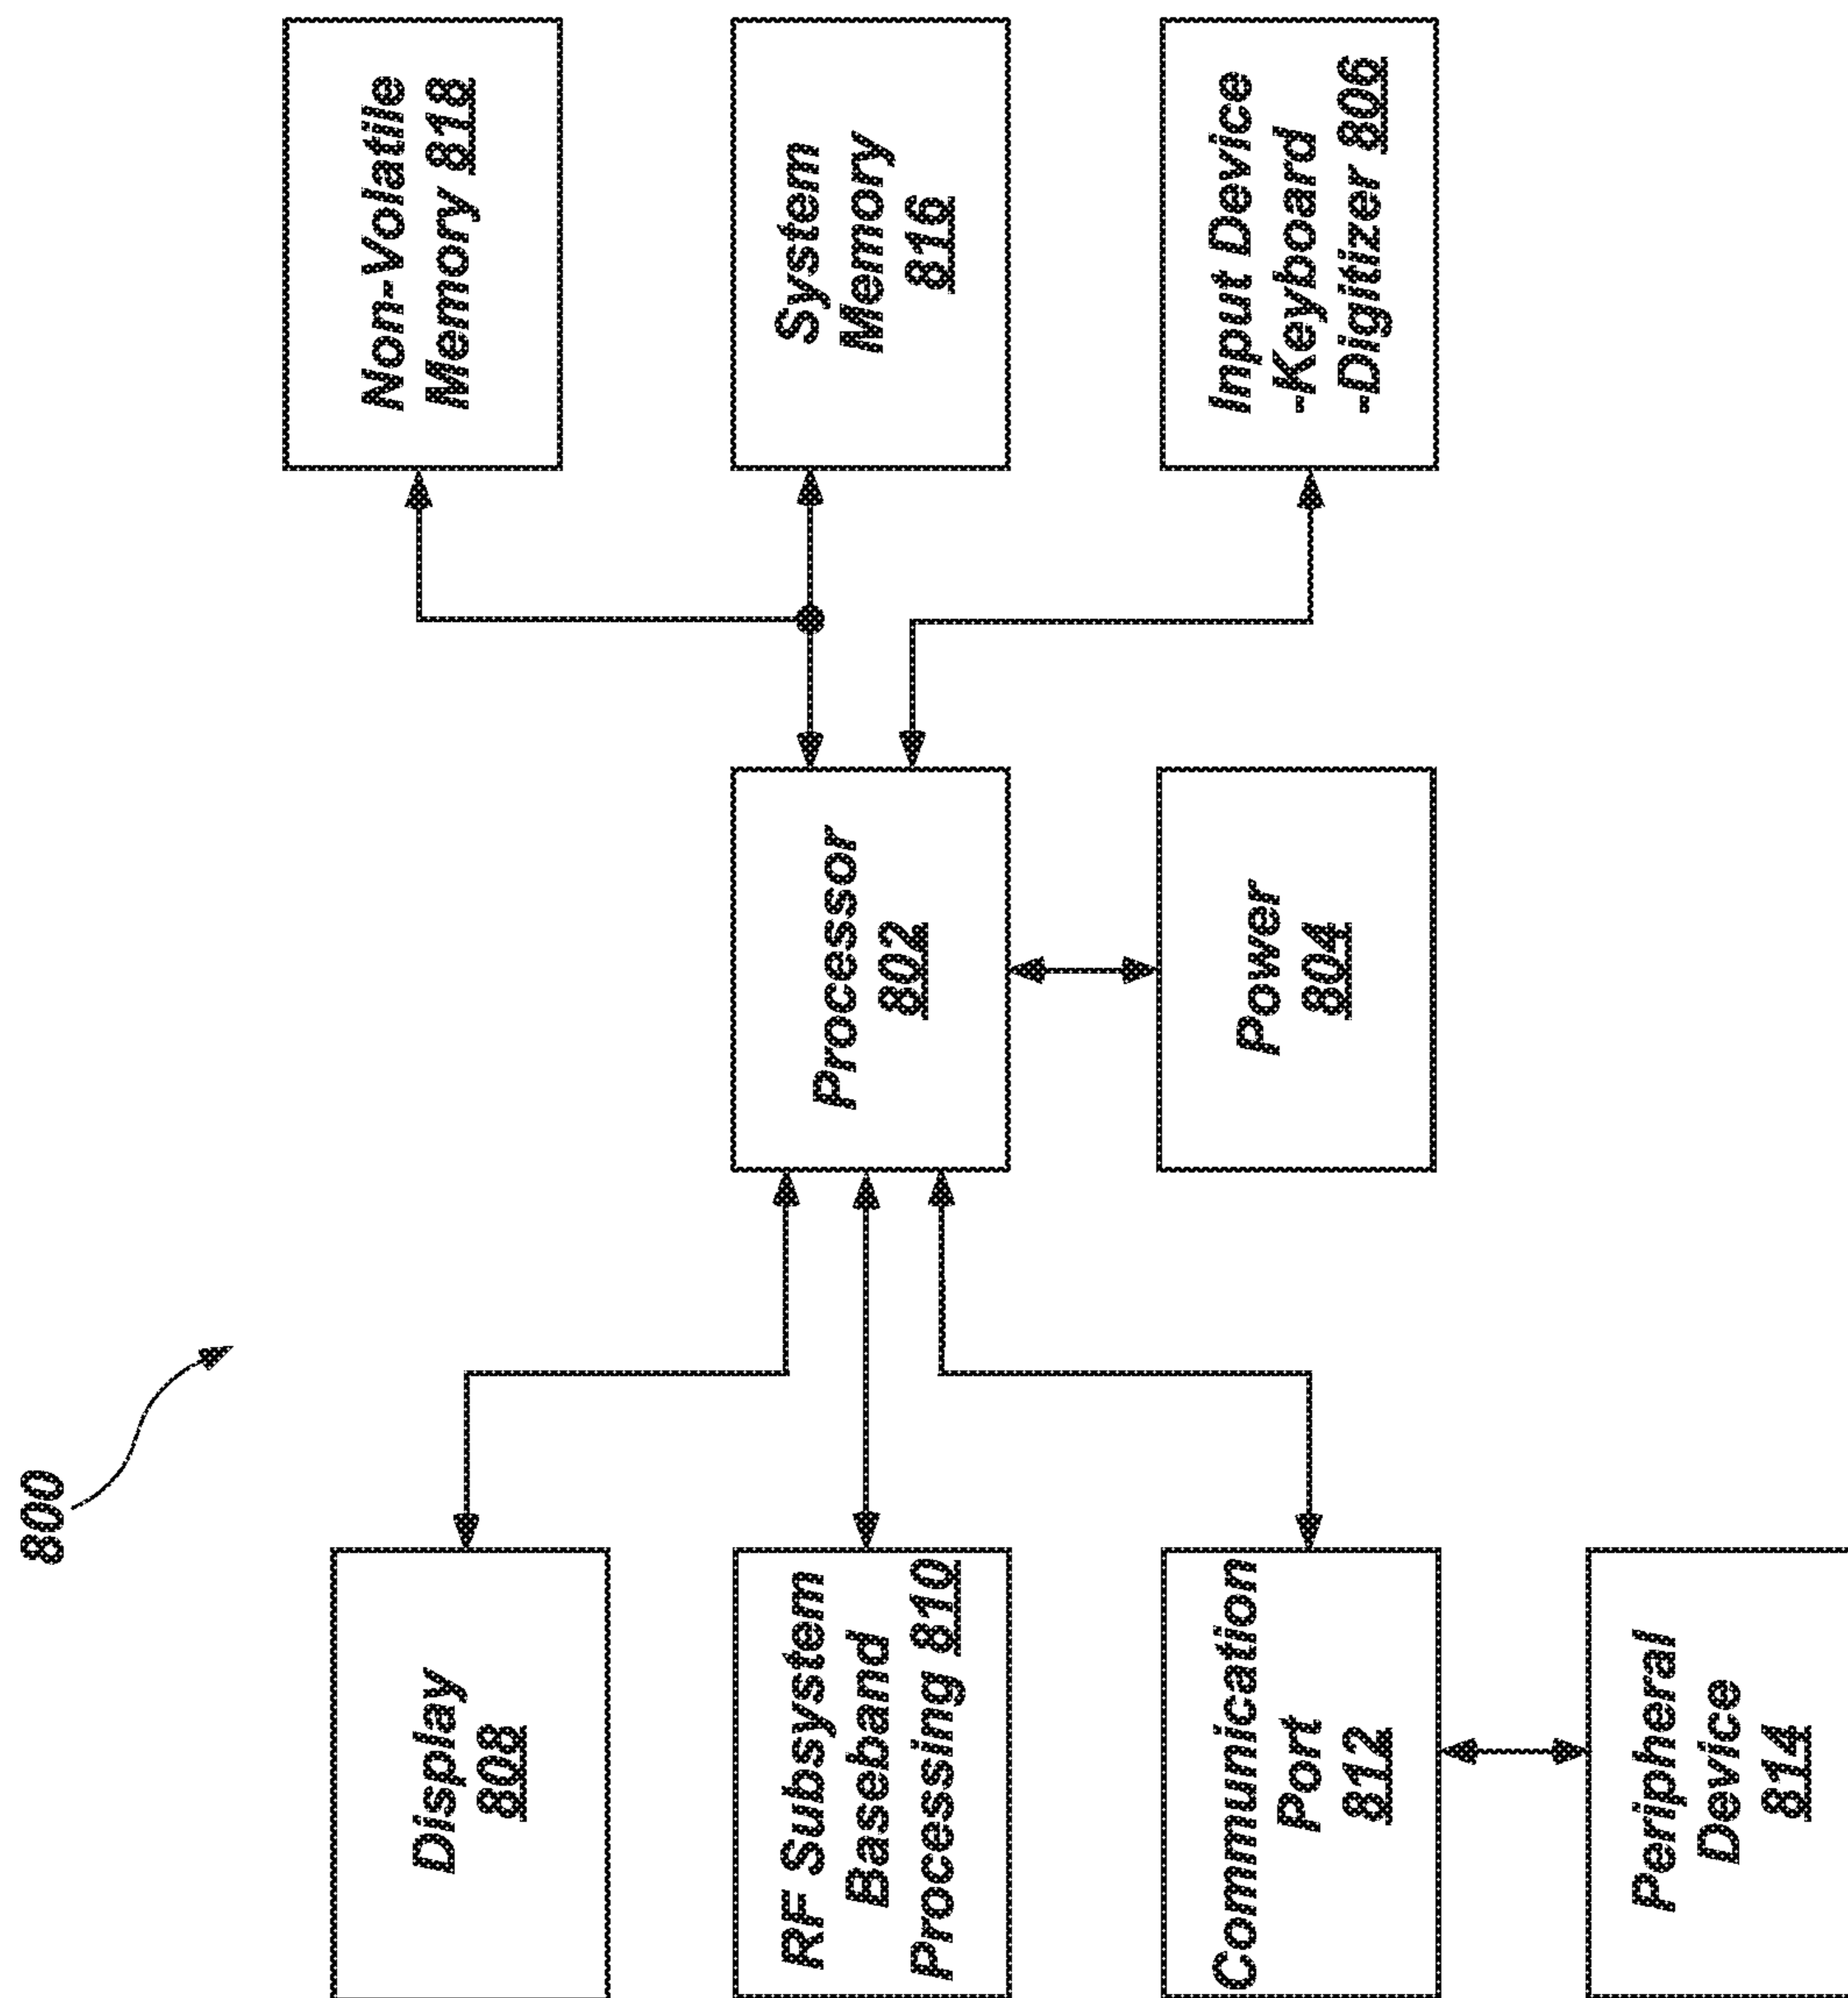 800
Display
808
RF Subsystem
Baseband
Processing 810
Communication
Port
812
Peripheral
Device
814
Processor
802
Power
804
Non-Volatile
Memory 818
System
Memory
816
Input Device
-Keyboard
-Digitizer 806